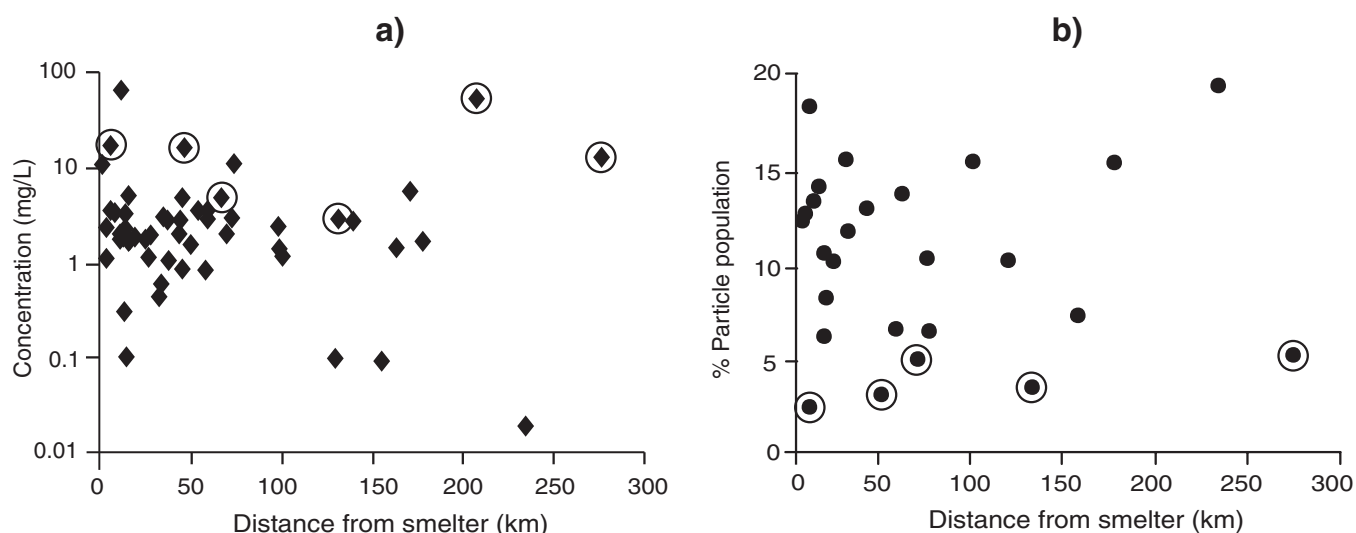 a)
100
10
1
0.1
0.01
Concentration (mg/L)
0 50 100 150 200 250 300
Distance from smelter (km)
b)
20
15
10
5
0
% Particle population
0 50 100 150 200 250 300
Distance from smelter (km)